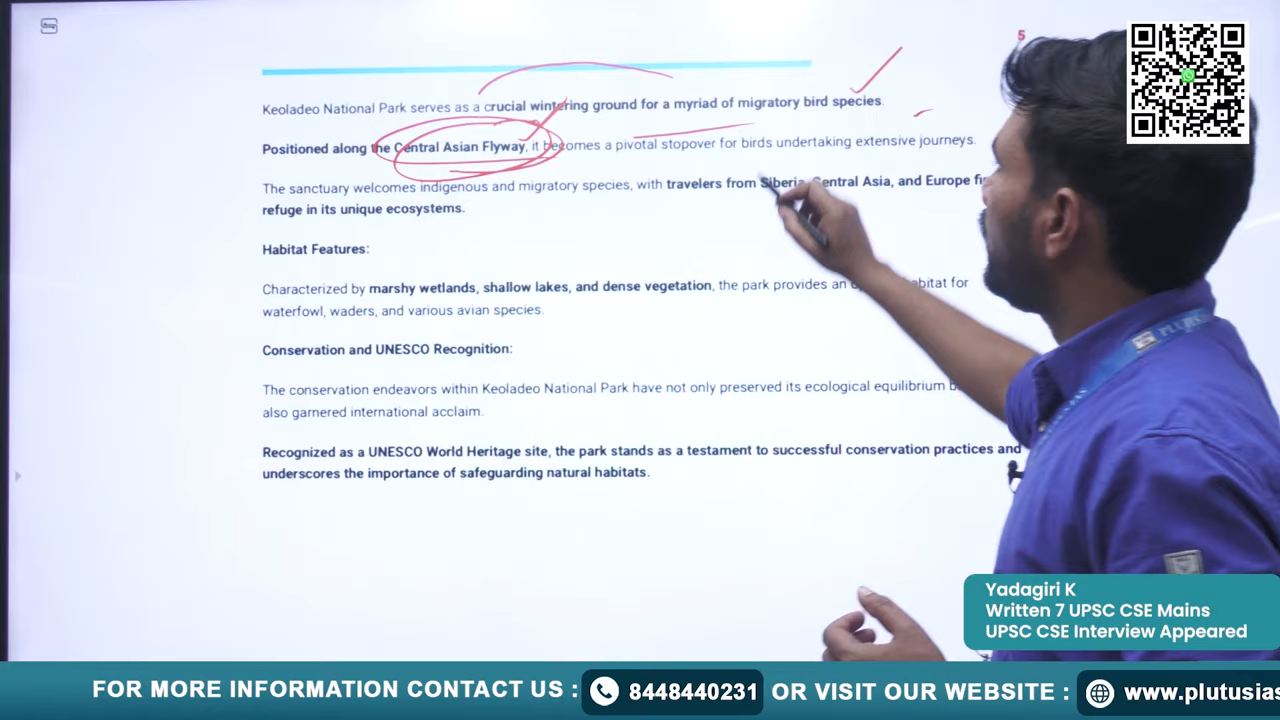 5
Keoladeo National Park serves as a crucial wintering ground for a myriad of migratory bird species.
Positioned along the Central Asian Flyway, it becomes a pivotal stopover for birds undertaking extensive journeys.
The sanctuary welcomes indigenous and migratory species, with travelers from Siberia, Central Asia, and Europe
refuge in its unique ecosystems.
Habitat Features:
Characterized by marshy wetlands, shallow lakes, and dense vegetation, the park provides an for
waterfowl, waders, and various avian species.
Conservation and UNESCO Recognition:
The conservation endeavors within Keoladeo National Park have not only preserved its ecological equilibrium
also garnered international acclaim.
Recognized as a UNESCO World Heritage site, the park stands as a testament to successful conservation practices and
underscores the importance of safeguarding natural habitats.
Yadagiri K
Written 7 UPSC CSE Mains
UPSC CSE Interview Appeared
FOR MORE INFORMATION CONTACT US : 8448440231 OR VISIT OUR WEBSITE : www.plutusias